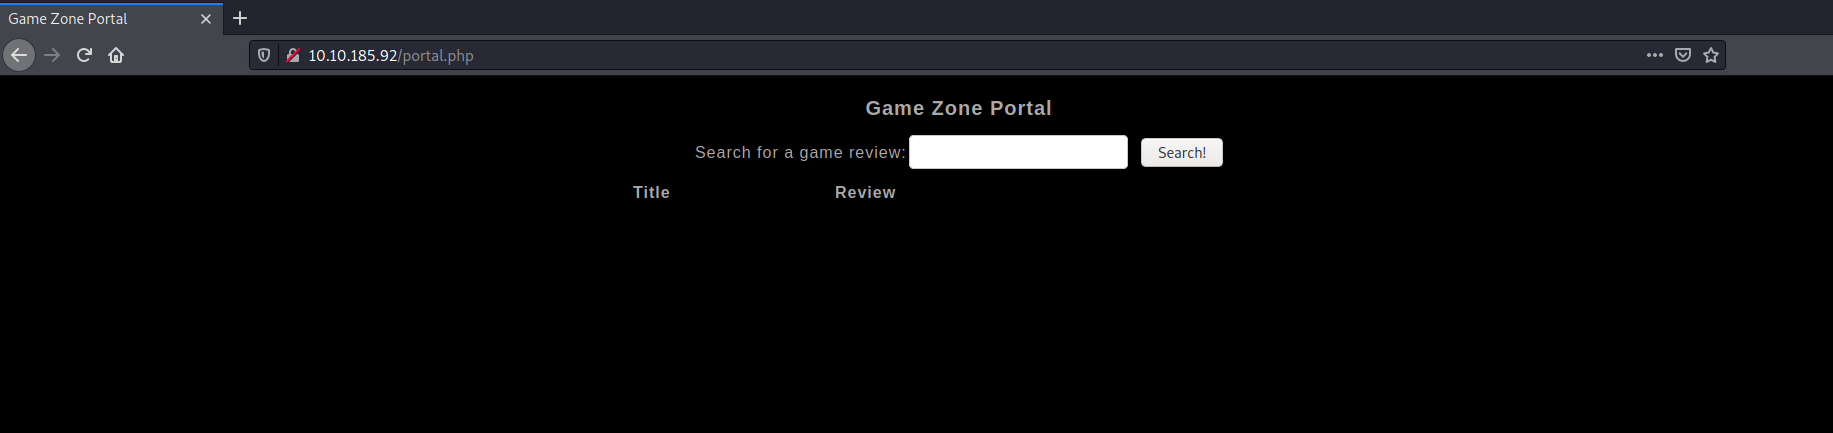 Game Zone Portal
10.10.185.92/portal.php
Game Zone Portal
Search for a game review: Search!
Title Review